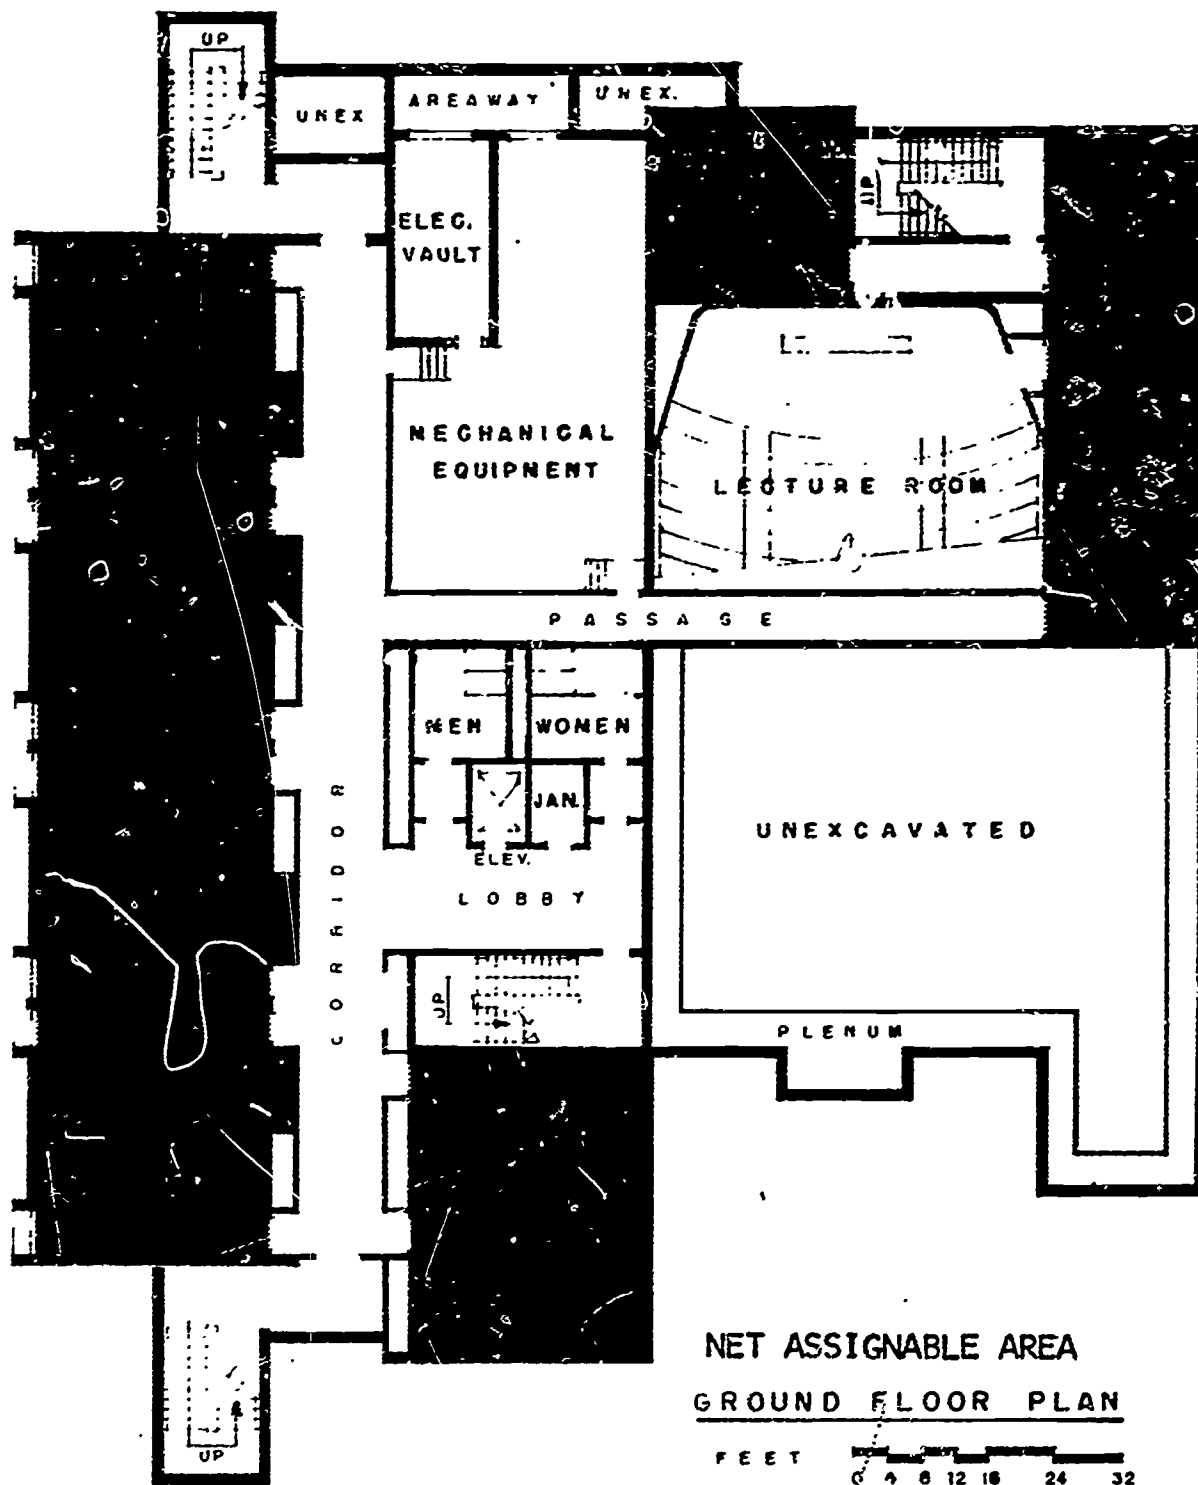 UP
UNEX
AREAWAY
UNEX.
UP
ELEC.
VAULT
MECHANICAL
EQUIPMENT
LECTURE ROOM
PASSAGE
MEN
WOMEN
JAN.
ELEV.
LOBBY
CORRIDOR
UNEXCAVATED
UP
PLENUM
UP
NET ASSIGNABLE AREA
GROUND FLOOR PLAN
FEET
0 4 8 12 16 24 32